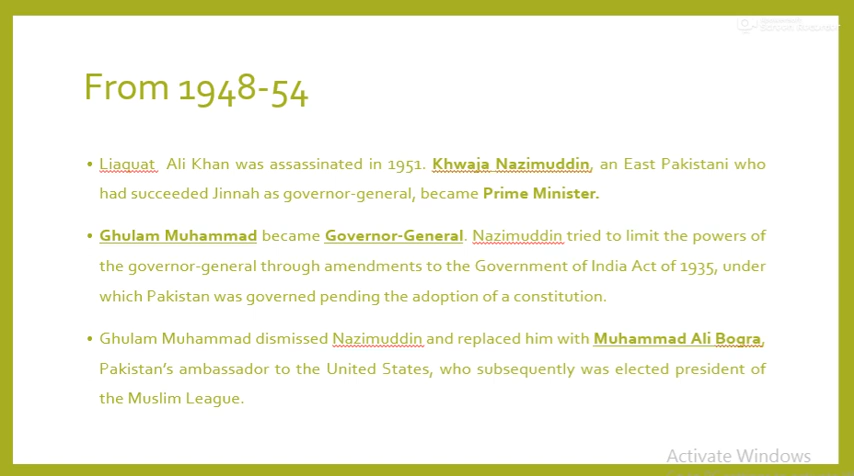 From 1948-54
• Liaquat Ali Khan was assassinated in 1951. Khwaja Nazimuddin, an East Pakistani who
had succeeded Jinnah as governor-general, became Prime Minister.
• Ghulam Muhammad became Governor-General. Nazimuddin tried to limit the powers of
the governor-general through amendments to the Government of India Act of 1935, under
which Pakistan was governed pending the adoption of a constitution.
• Ghulam Muhammad dismissed Nazimuddin and replaced him with Muhammad Ali Bogra,
Pakistan's ambassador to the United States, who subsequently was elected president of
the Muslim League.
Activate Windows